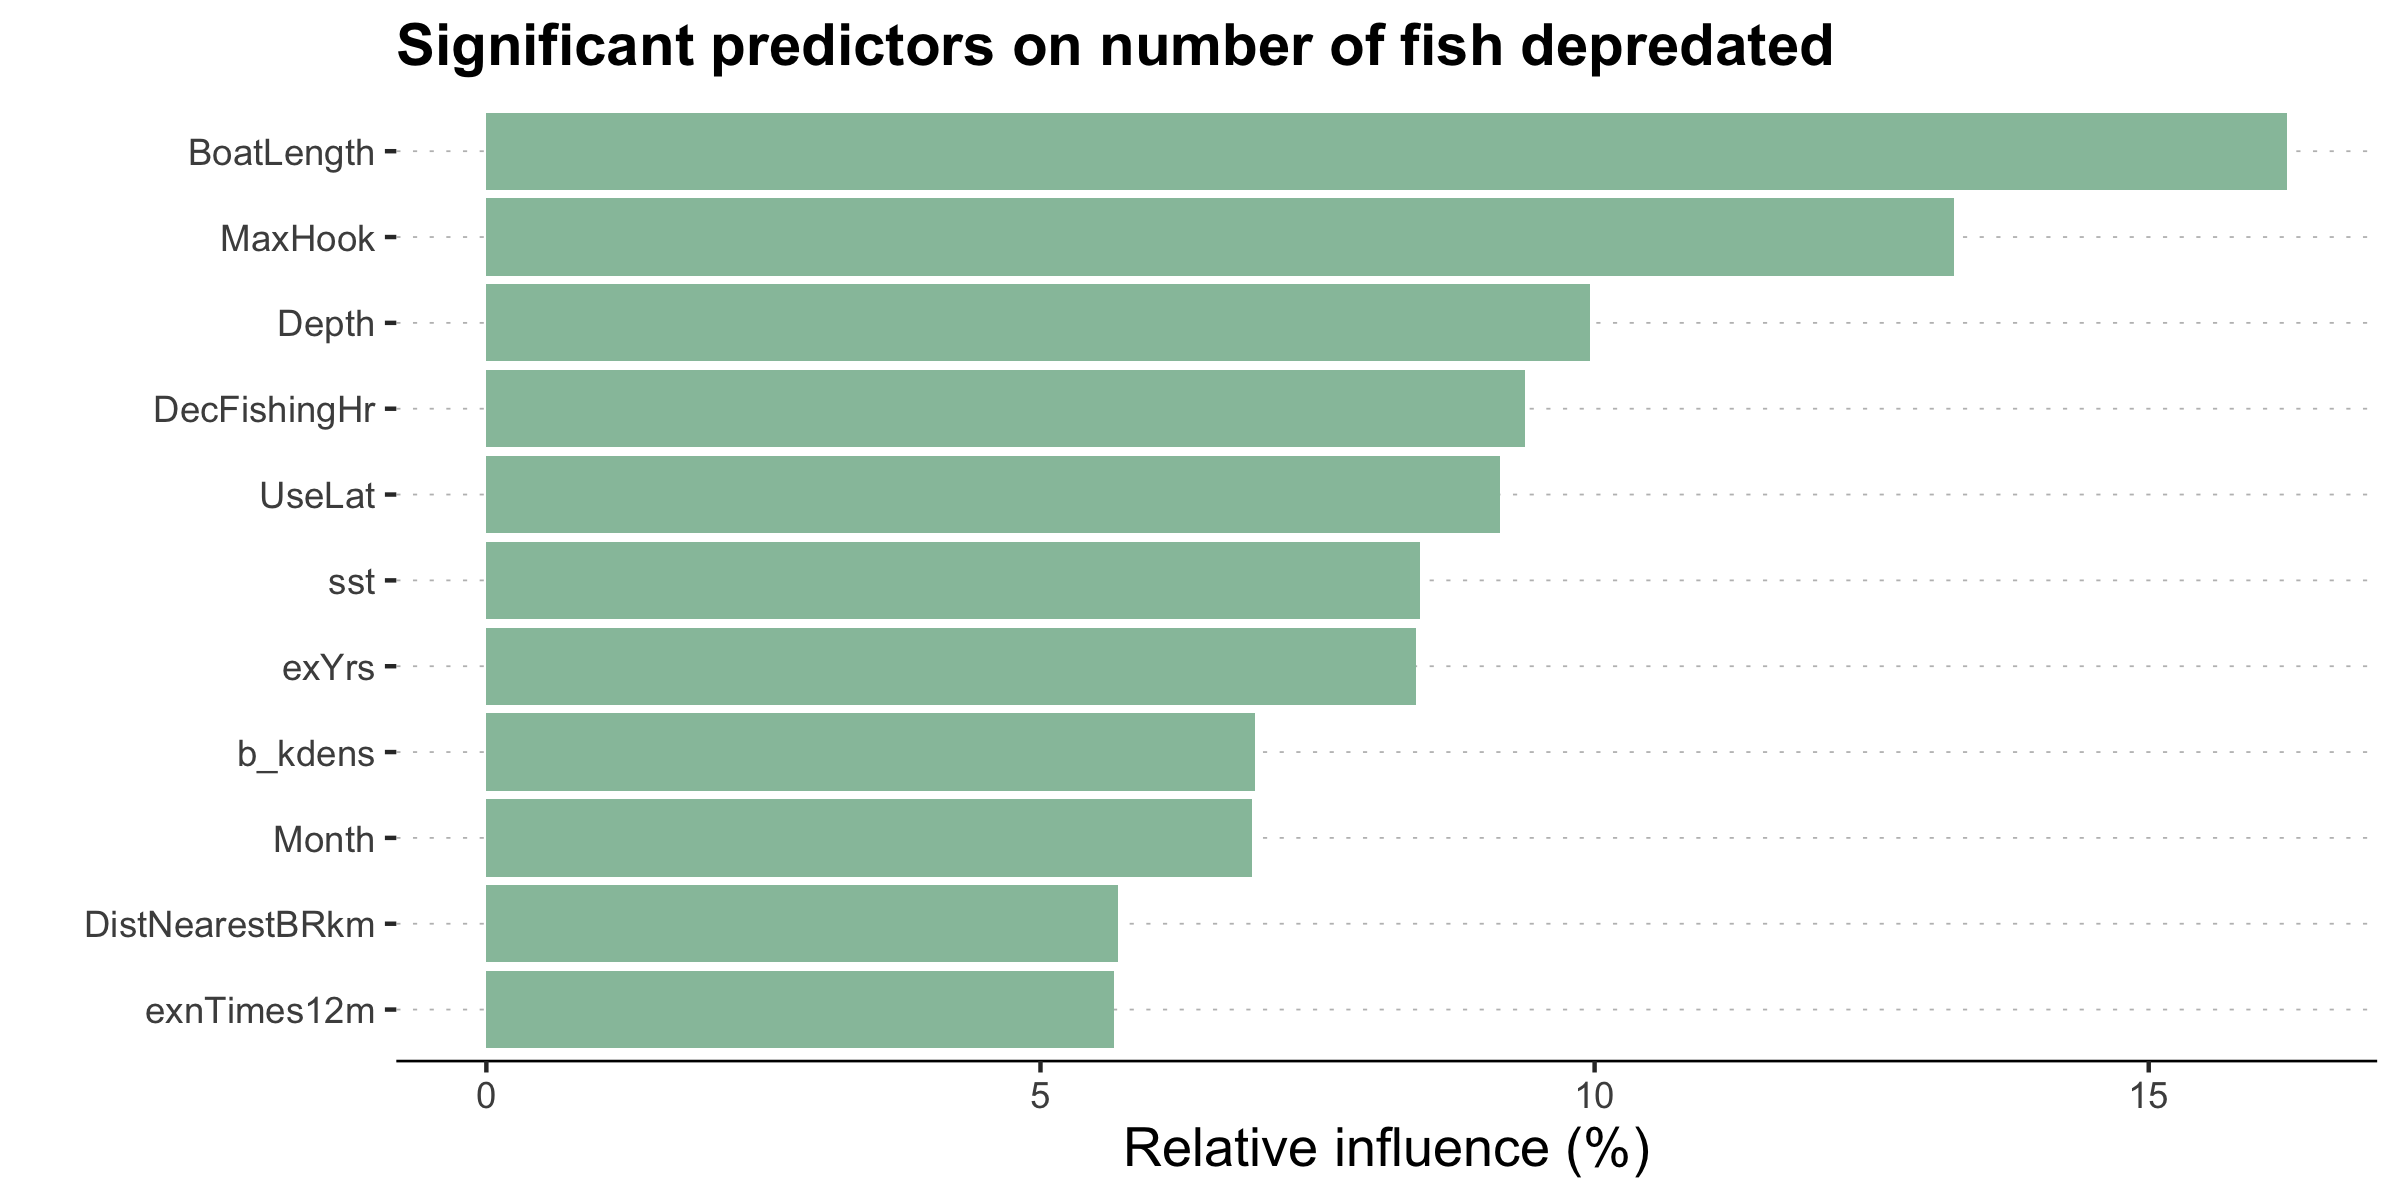 Significant predictors on number of fish depredated
BoatLength
MaxHook
Depth
DecFishingHr
UseLat
sst
exYrs
b_kdens
Month
DistNearestBRkm
exnTimes12m
0 5 10 15
Relative influence (%)